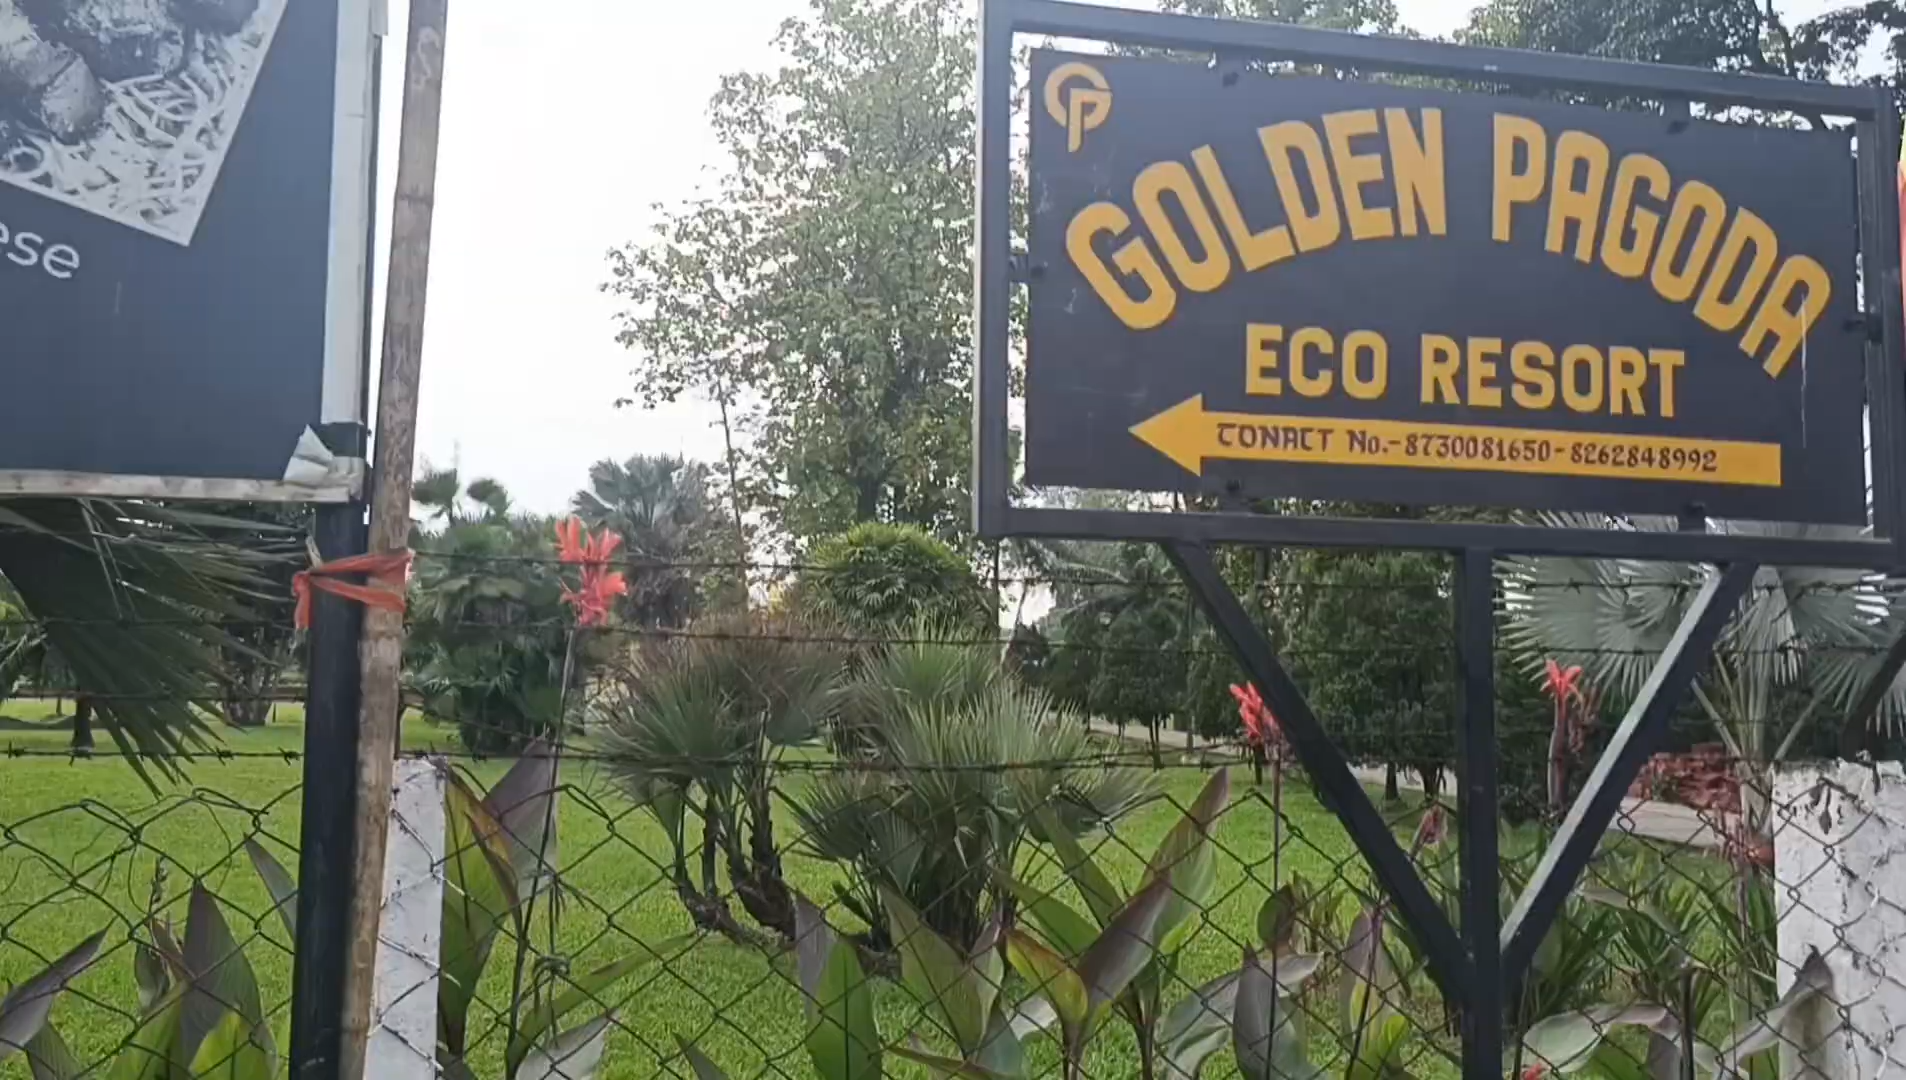 GP
GOLDEN PAGODA
ECO RESORT
CONACT No.-8730081650-8262848992
ese